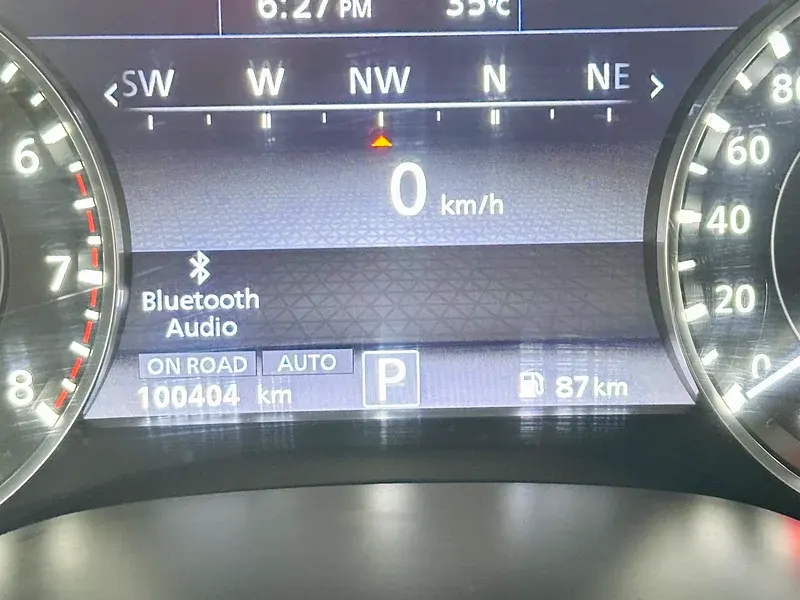 6:27 PM 35°C
SW W NW N NE
0 km/h
Bluetooth
Audio
ON ROAD AUTO P
100404 km 87 km
6
7
8
80
60
40
20
0